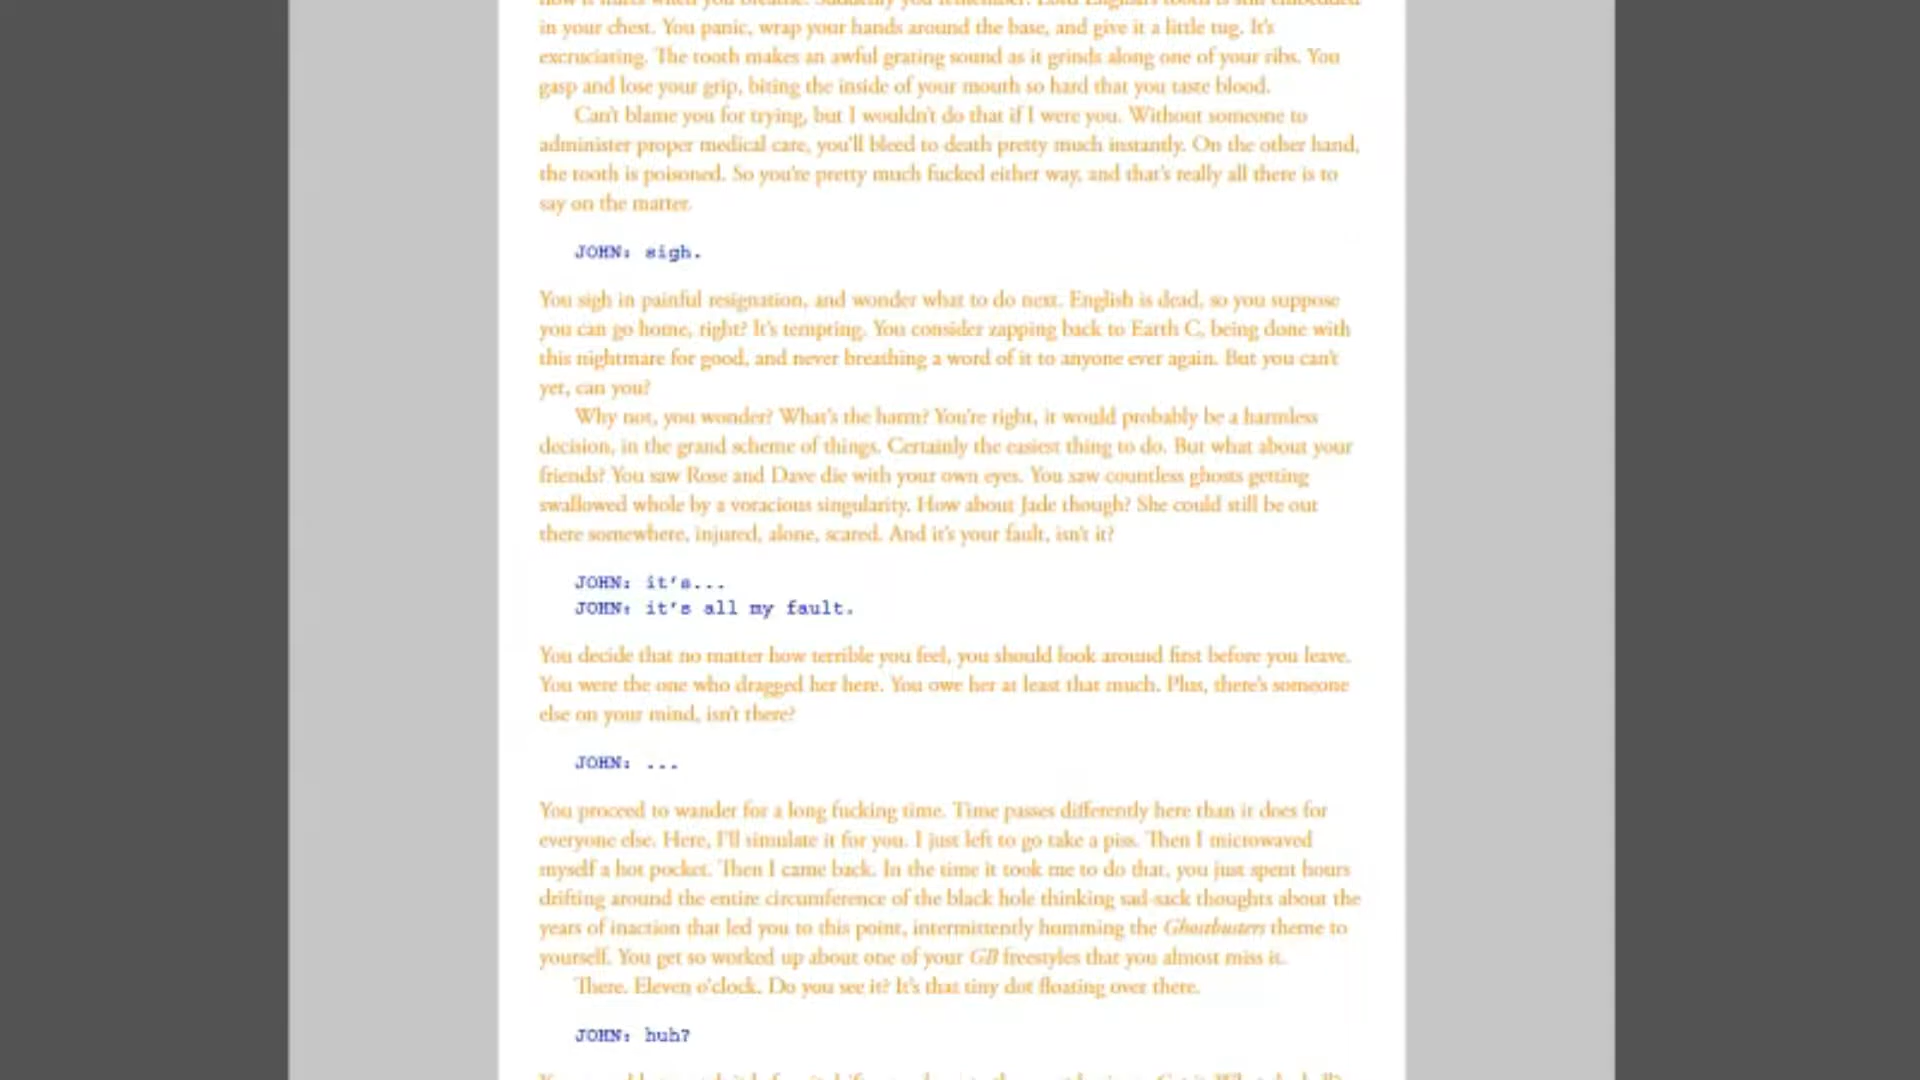 in your chest. You panic, wrap your hands around the base, and give it a little tug. It's
excruciating. The tooth makes an awful grating sound as it grinds along one of your ribs. You
gasp and lose your grip, biting the inside of your mouth so hard that you taste blood.
Can't blame you for trying, but I wouldn't do that if I were you. Without someone to
administer proper medical care, you'll bleed to death pretty much instantly. On the other hand,
the tooth is poisoned. So you're pretty much fucked either way, and that's really all there is to
say on the matter.
JOHN: sigh.
You sigh in painful resignation, and wonder what to do next. English is dead, so you suppose
you can go home, right? It's tempting. You consider zapping back to Earth C, being done with
this nightmare for good, and never breathing a word of it to anyone ever again. But you can't
yet, can you?
Why not, you wonder? What's the harm? You're right, it would probably be a harmless
decision, in the grand scheme of things. Certainly the easiest thing to do. But what about your
friends? You saw Rose and Dave die with your own eyes. You saw countless ghosts getting
swallowed whole by a voracious singularity. How about Jade though? She could still be out
there somewhere, injured, alone, scared. And it's your fault, isn't it?
JOHN: it's...
JOHN: it's all my fault.
You decide that no matter how terrible you feel, you should look around first before you leave.
You were the one who dragged her here. You owe her at least that much. Plus, there's someone
else on your mind, isn't there?
JOHN: ...
You proceed to wander for a long fucking time. Time passes differently here than it does for
everyone else. Here, I'll simulate it for you. I just left to go take a piss. Then I microwaved
myself a hot pocket. Then I came back. In the time it took me to do that, you just spent hours
drifting around the entire circumference of the black hole thinking sad-sack thoughts about the
years of inaction that led you to this point, intermittently humming the Ghostbusters theme to
yourself. You get so worked up about one of your GB freestyles that you almost miss it.
There. Eleven o'clock. Do you see it? It's that tiny dot floating over there.
JOHN: huh?